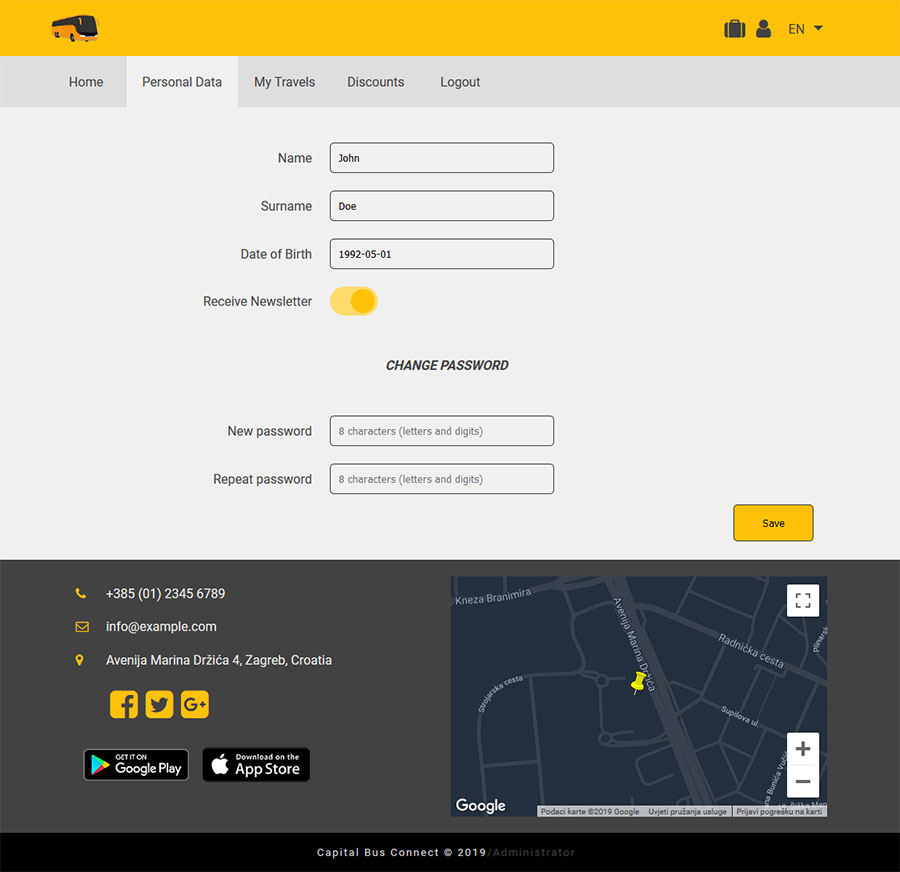 EN
Home Personal Data My Travels Discounts Logout
Name John
Surname Doe
Date of Birth 1992-05-01
Receive Newsletter
CHANGE PASSWORD
New password 8 characters (letters and digits)
Repeat password 8 characters (letters and digits)
Save
+385 (01) 2345 6789
info@example.com
Avenija Marina Držića 4, Zagreb, Croatia
G+
GET IT ON
Google Play
Download on the
App Store
Kneza Branimira
Avenija Marina Držića
Radnička cesta
Strojarska cesta
Supilova ul.
Google
Podaci karte ©2019 Google Uvjeti pružanja usluge Prijavi pogrešku na karti
Capital Bus Connect © 2019/Administrator